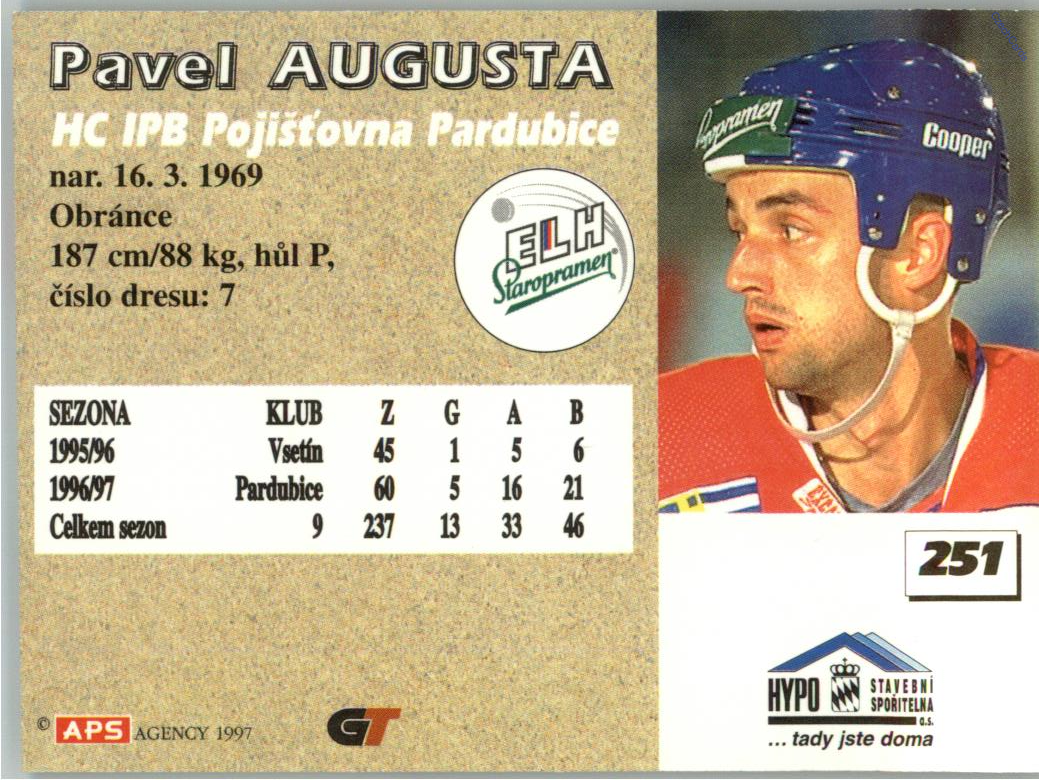 Pavel AUGUSTA
HC IPB Pojišťovna Pardubice
nar. 16. 3. 1969
Obránce
187 cm/88 kg, hůl P,
číslo dresu: 7
ELH
Staropramen
Staropramen
Cooper
SEZONA KLUB Z G A B
1995/96 Vsetín 45 1 5 6
1996/97 Pardubice 60 5 16 21
Celkem sezon 9 237 13 33 46
251
HYPO STAVEBNÍ
SPOŘITELNA
a.s.
... tady jste doma
© APS AGENCY 1997
GT